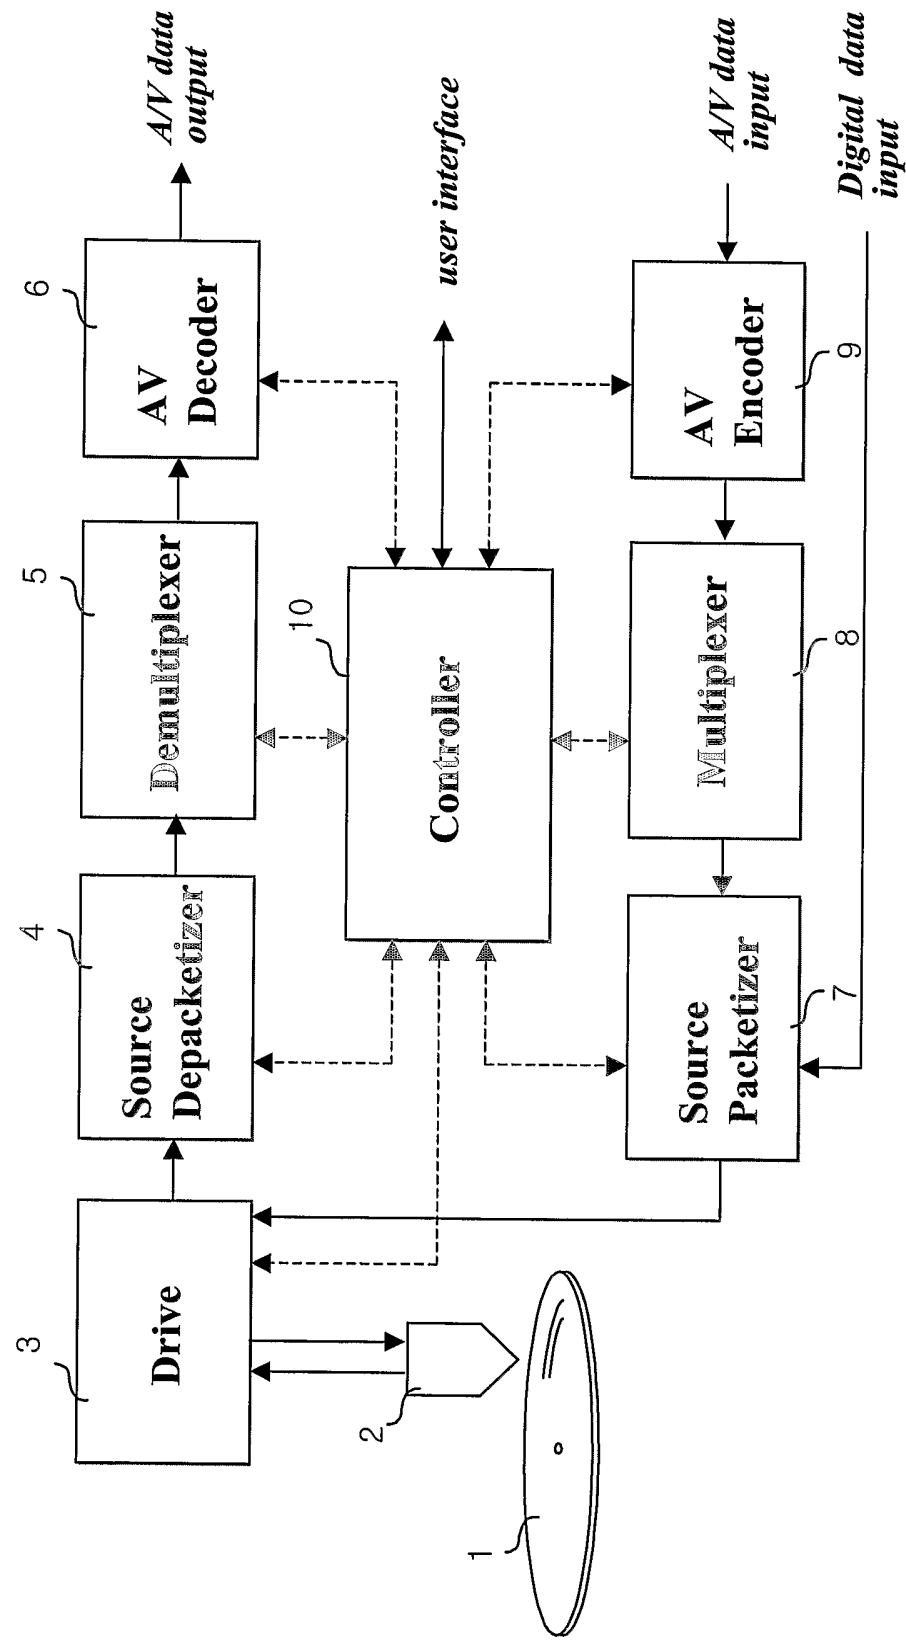 3
Drive
4
Source
Depacketizer
5
Demultiplexer
6
AV
Decoder
A/V data
output
2
1
10
Controller
user interface
Source
Packetizer
7
Multiplexer
8
AV
Encoder
9
A/V data
input
Digital data
input